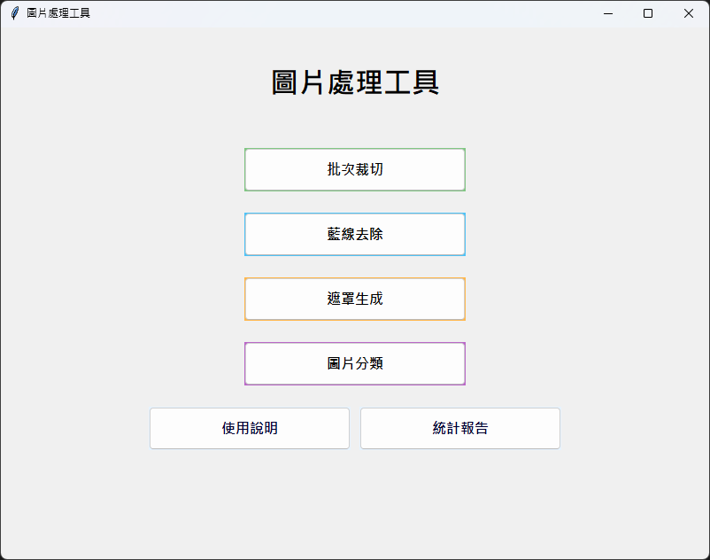 圖片處理工具
圖片處理工具
批次裁切
藍線去除
遮罩生成
圖片分類
使用說明 統計報告